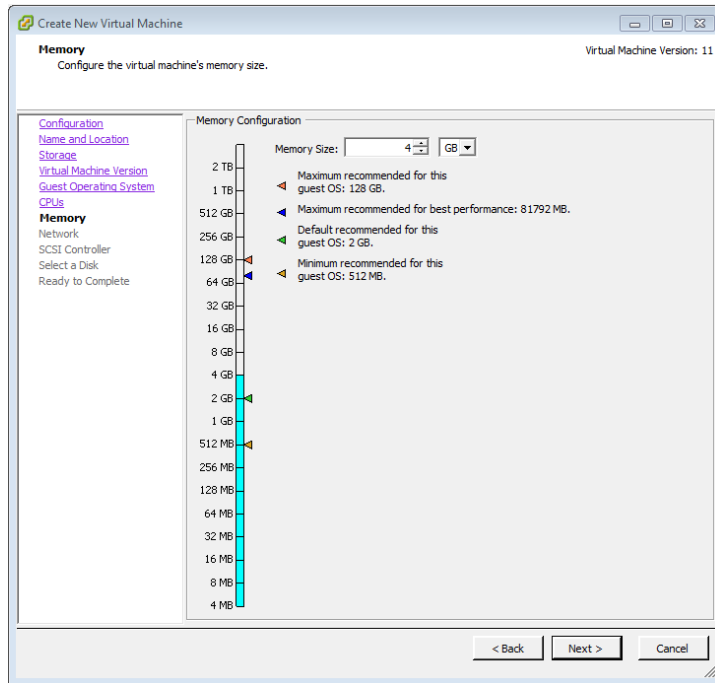 Create New Virtual Machine
Memory
Configure the virtual machine's memory size.
Virtual Machine Version: 11
Configuration
Name and Location
Storage
Virtual Machine Version
Guest Operating System
CPUs
Memory
Network
SCSI Controller
Select a Disk
Ready to Complete
Memory Configuration
Memory Size: 4 GB
Maximum recommended for this
guest OS: 128 GB.
Maximum recommended for best performance: 81792 MB.
Default recommended for this
guest OS: 2 GB.
Minimum recommended for this
guest OS: 512 MB.
2 TB
1 TB
512 GB
256 GB
128 GB
64 GB
32 GB
16 GB
8 GB
4 GB
2 GB
1 GB
512 MB
256 MB
128 MB
64 MB
32 MB
16 MB
8 MB
4 MB
< Back
Next >
Cancel